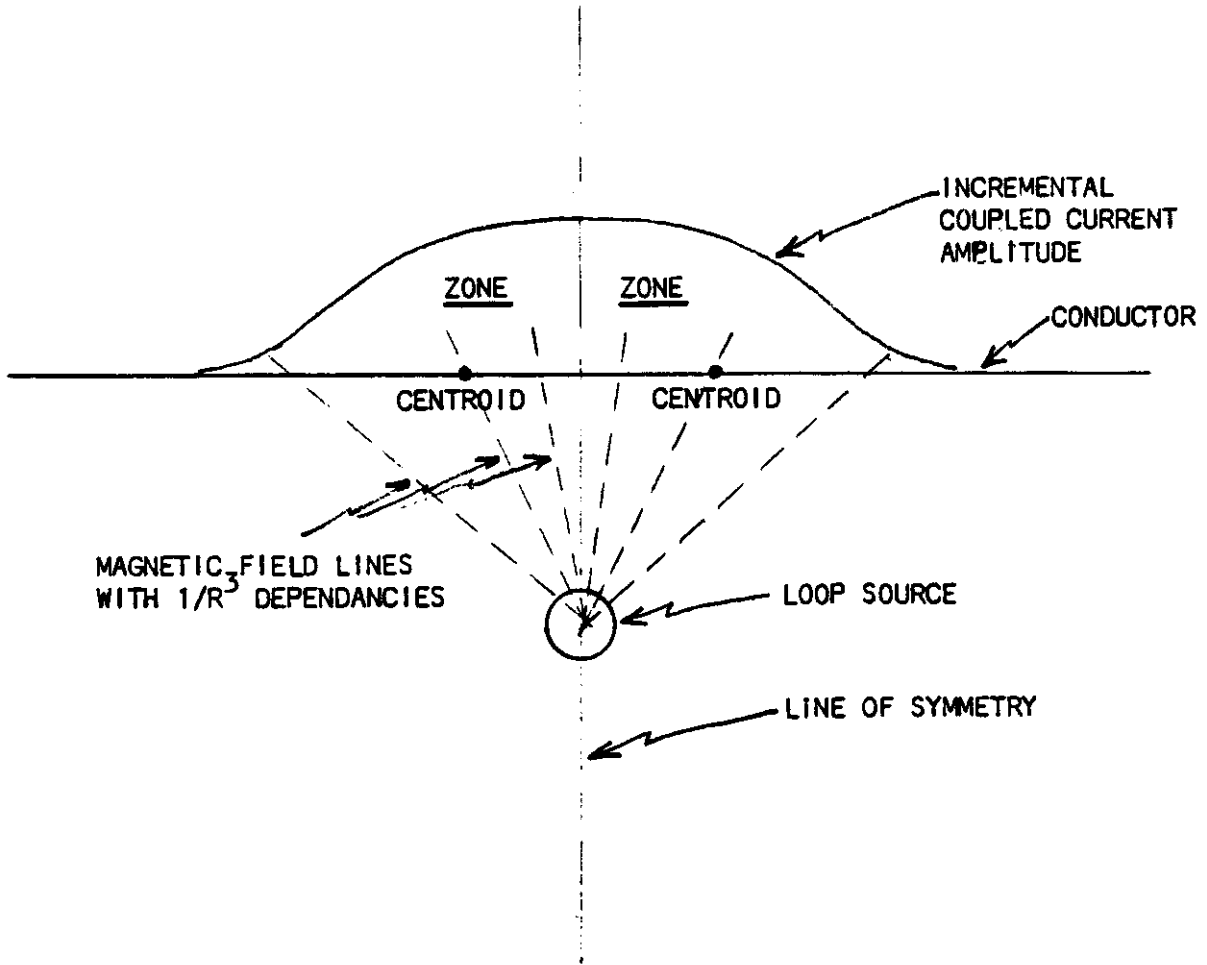 INCREMENTAL
COUPLED CURRENT
AMPLITUDE
ZONE
ZONE
CONDUCTOR
CENTROID
CENTROID
MAGNETIC FIELD LINES
WITH 1/R³ DEPENDANCIES
LOOP SOURCE
LINE OF SYMMETRY